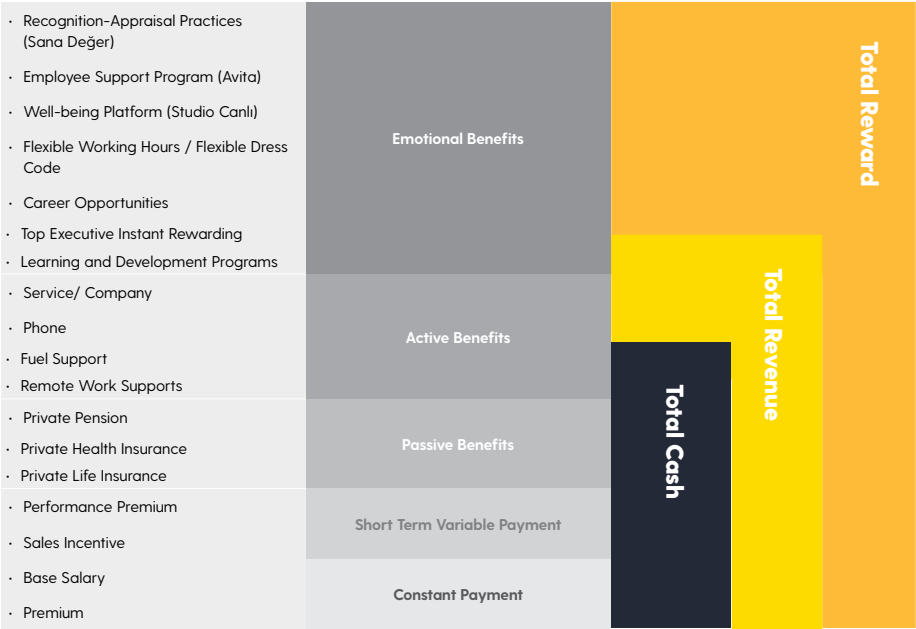 · Recognition-Appraisal Practices
(Sana Değer)
· Employee Support Program (Avita)
· Well-being Platform (Studio Canlı)
· Flexible Working Hours / Flexible Dress
Code
· Career Opportunities
· Top Executive Instant Rewarding
· Learning and Development Programs
Emotional Benefits
· Service/ Company
· Phone
· Fuel Support
· Remote Work Supports
Active Benefits
· Private Pension
· Private Health Insurance
· Private Life Insurance
Passive Benefits
· Performance Premium
· Sales Incentive
Short Term Variable Payment
· Base Salary
· Premium
Constant Payment
Total Cash
Total Revenue
Total Reward